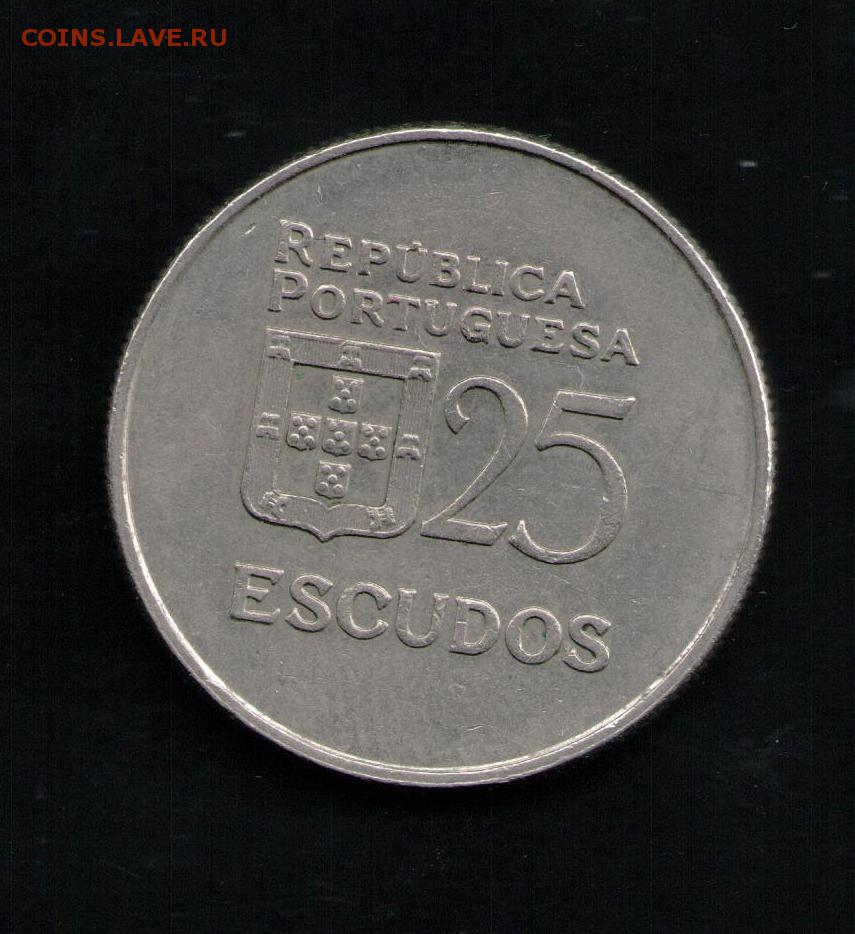 COINS.LAVE.RU
REPÚBLICA
PORTUGUESA
25
ESCUDOS